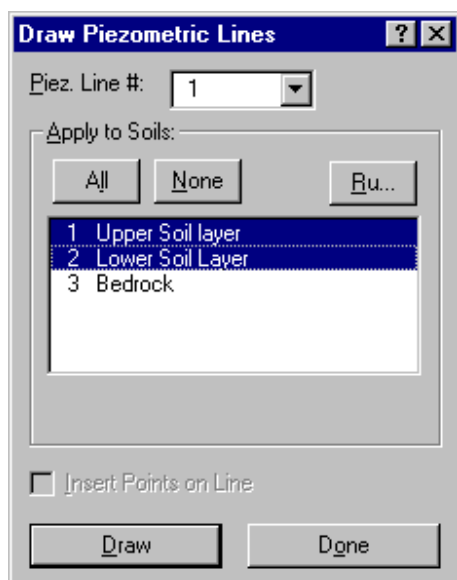 Draw Piezometric Lines ? X
Piez. Line #: 1
Apply to Soils:
All None Ru...
1 Upper Soil layer
2 Lower Soil Layer
3 Bedrock
Insert Points on Line
Draw Done